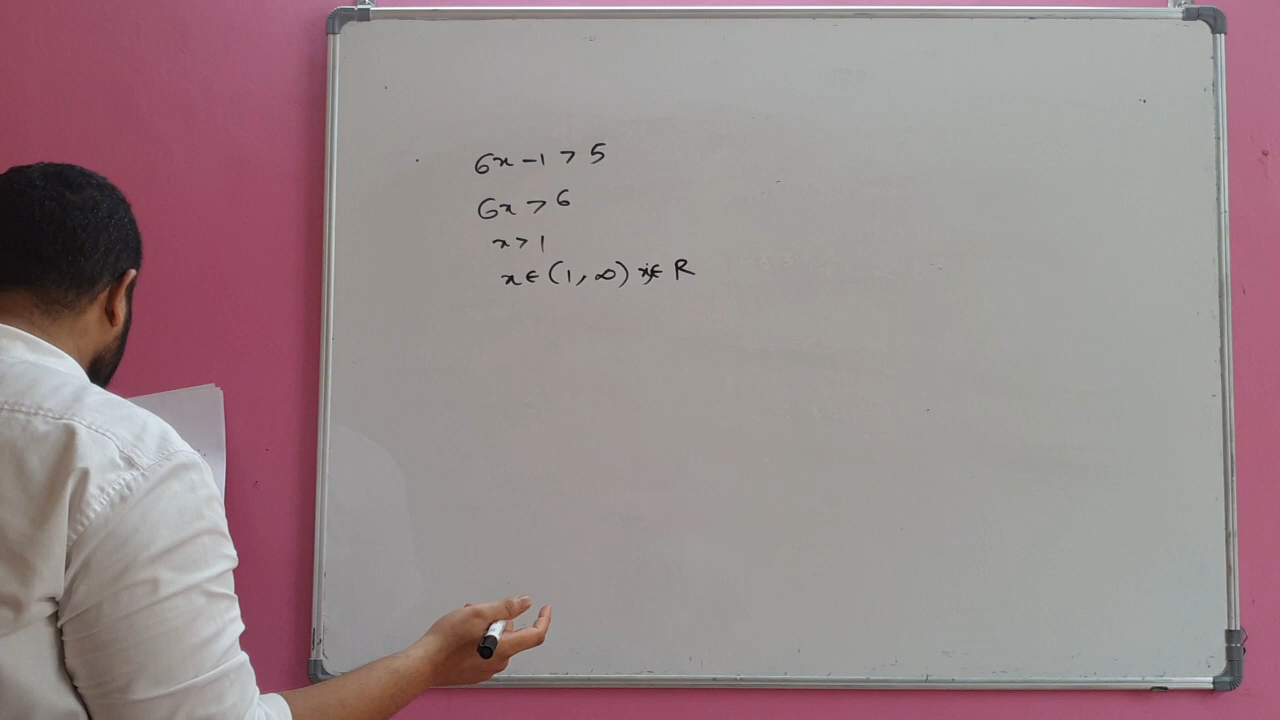 6x - 1 > 5
6x > 6
x > 1
x ∈ (1, ∞) ; x ∈ R